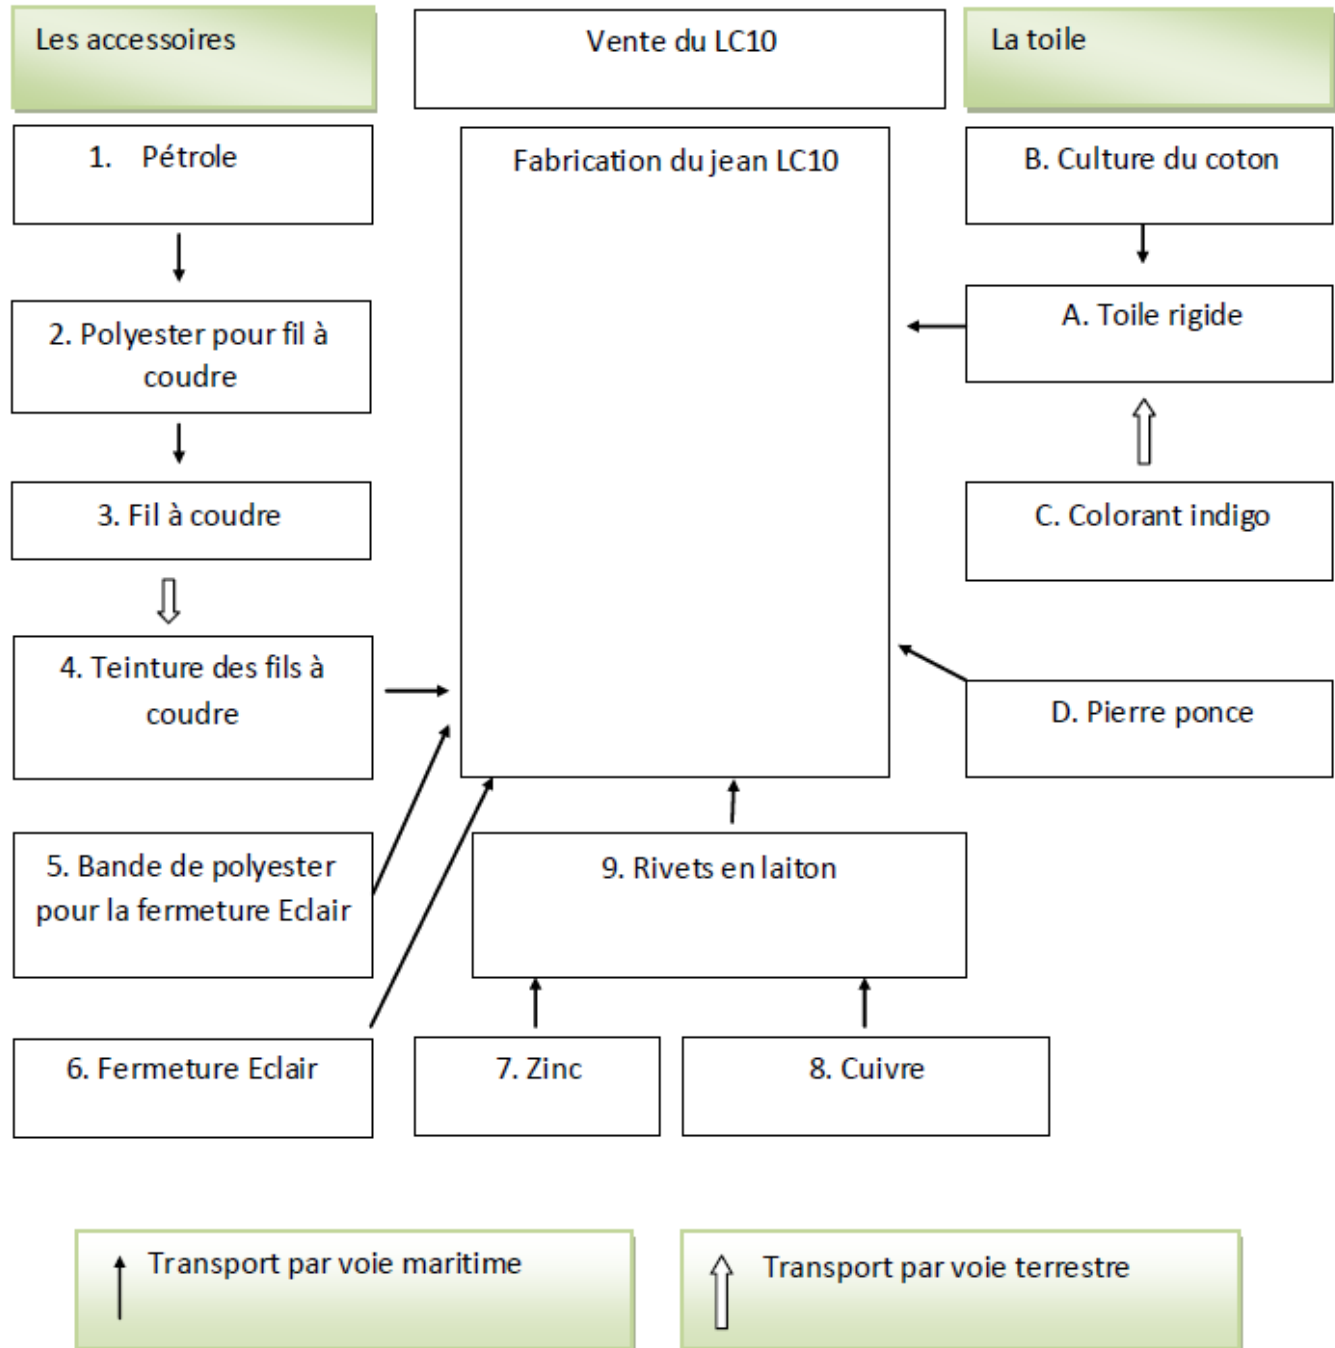 Les accessoires
Vente du LC10
La toile
1. Pétrole
Fabrication du jean LC10
B. Culture du coton
2. Polyester pour fil à
coudre
A. Toile rigide
3. Fil à coudre
C. Colorant indigo
4. Teinture des fils à
coudre
D. Pierre ponce
5. Bande de polyester
pour la fermeture Eclair
9. Rivets en laiton
6. Fermeture Eclair
7. Zinc
8. Cuivre
Transport par voie maritime
Transport par voie terrestre